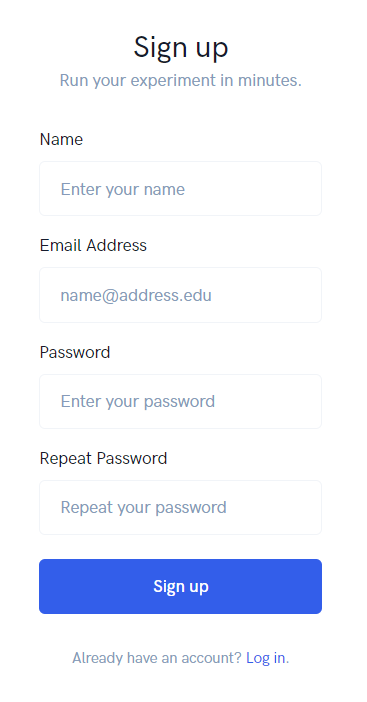 Sign up
Run your experiment in minutes.
Name
Enter your name
Email Address
name@address.edu
Password
Enter your password
Repeat Password
Repeat your password
Sign up
Already have an account? Log in.